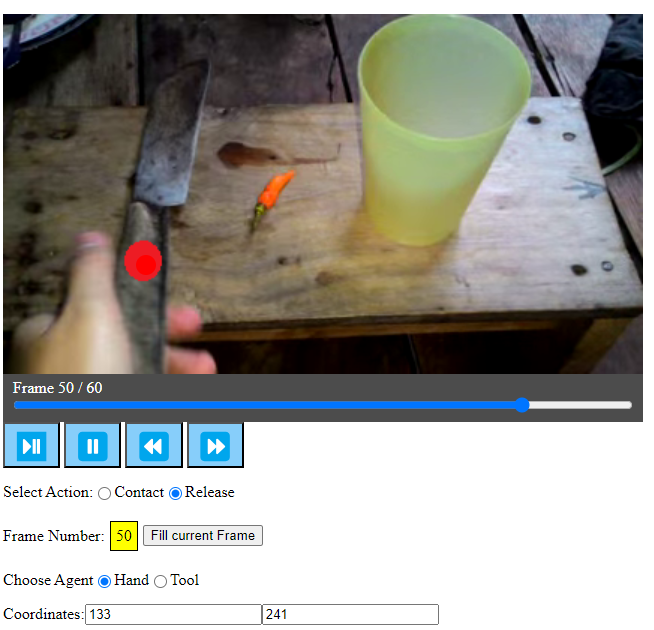 Frame 50 / 60
Select Action: Contact Release
Frame Number: 50 Fill current Frame
Choose Agent Hand Tool
Coordinates: 133 241